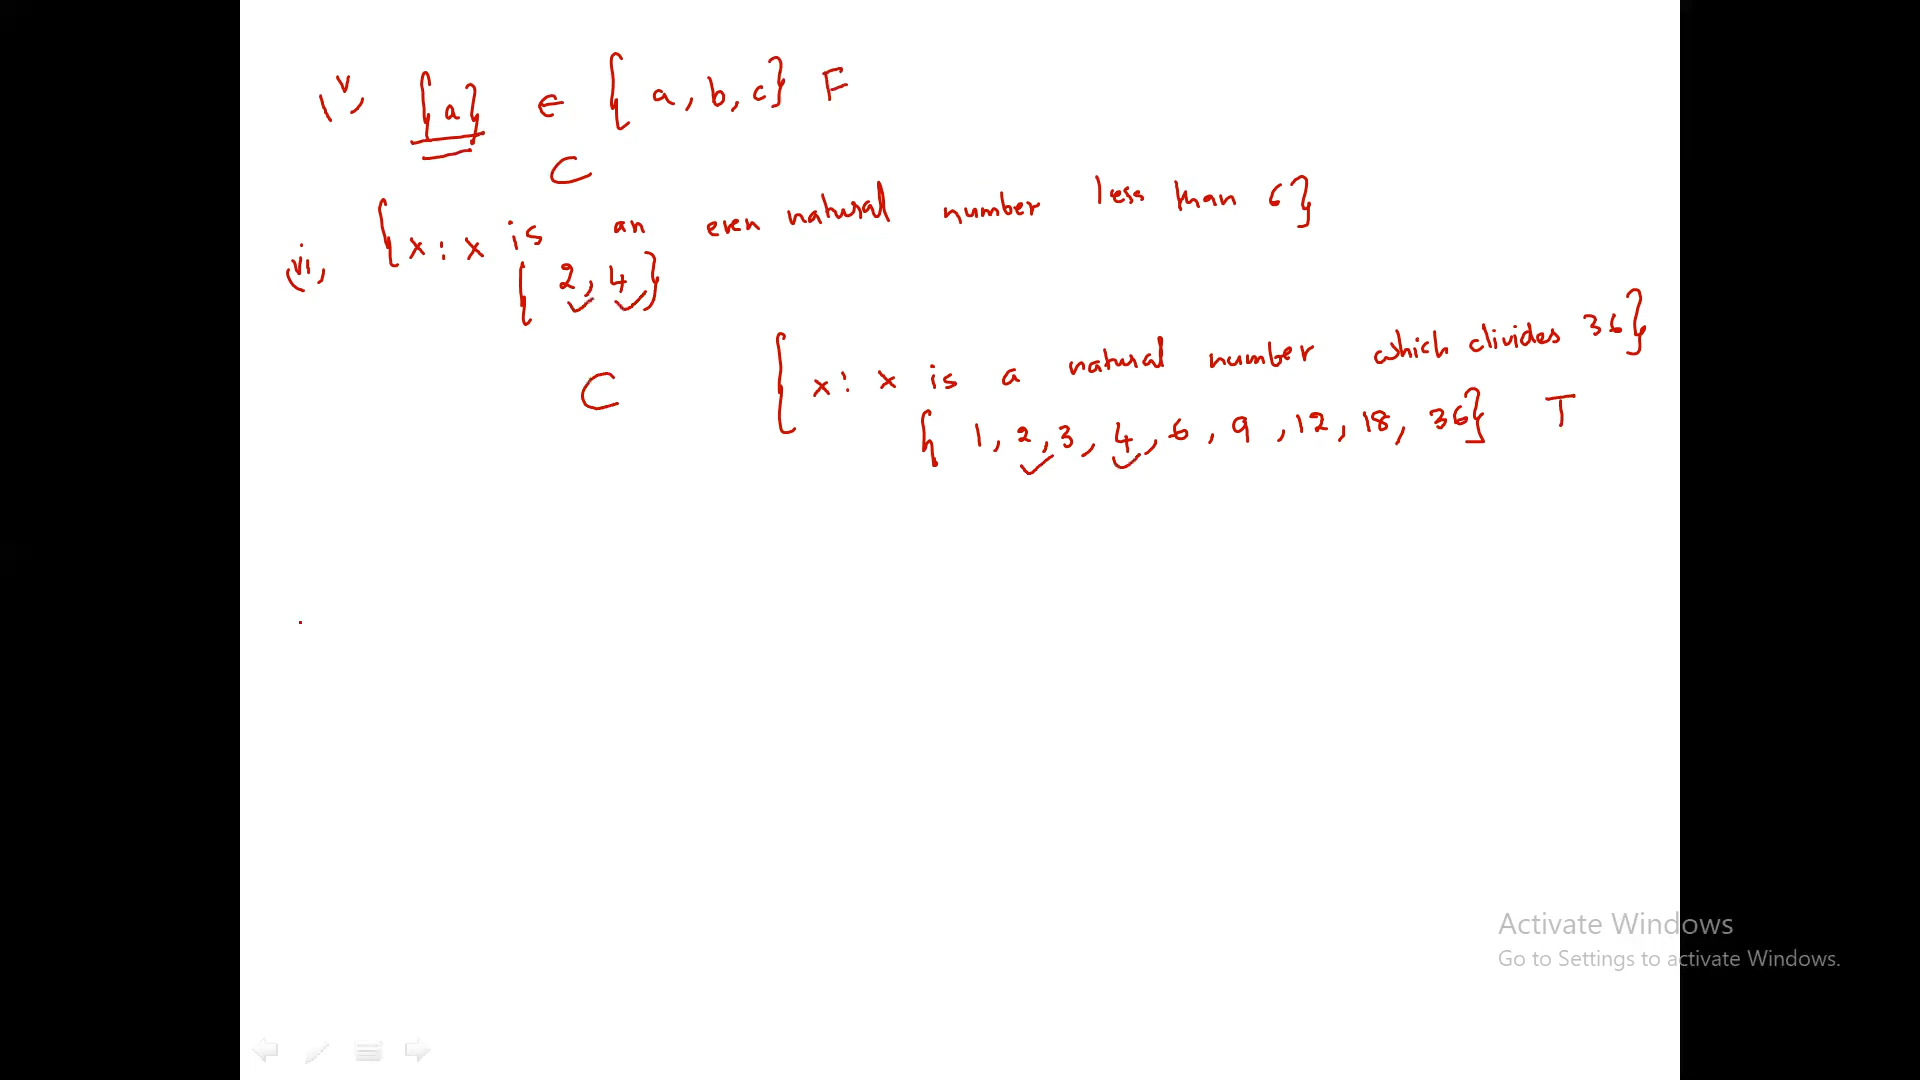 iv, {a} ∈ {a, b, c} F
⊂
(vi, {x : x is an even natural number less than 6}
{2, 4}
⊂ {x : x is a natural number which divides 36}
{1, 2, 3, 4, 6, 9, 12, 18, 36} T
Activate Windows
Go to Settings to activate Windows.